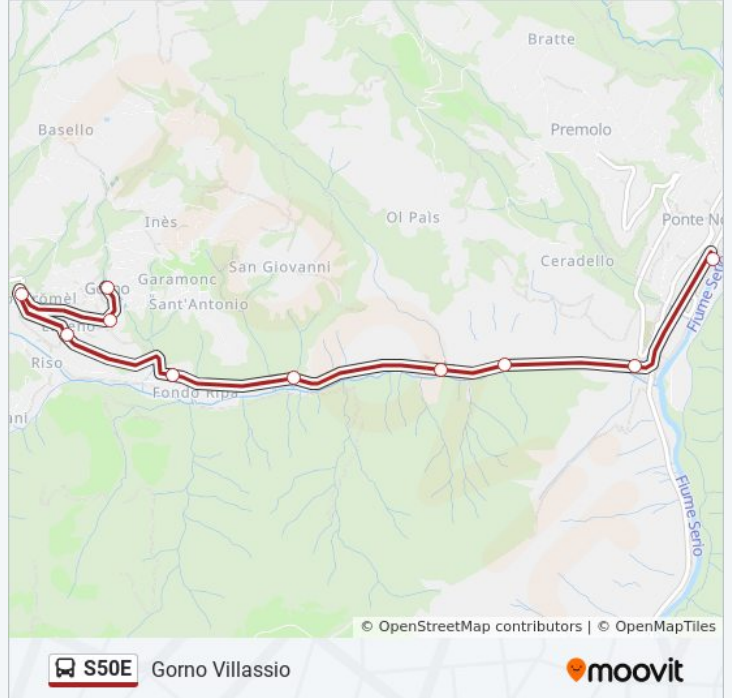 Bratte
Basello
Premolo
Inès
Ol Païs
Ponte No
Ceradello
San Giovanni
Garamonc
Sant'Antonio
Fiume Serio
Riso
Fondo Ripa
ani
Fiume Serio
© OpenStreetMap contributors | © OpenMapTiles
S50E Gorno Villassio moovit